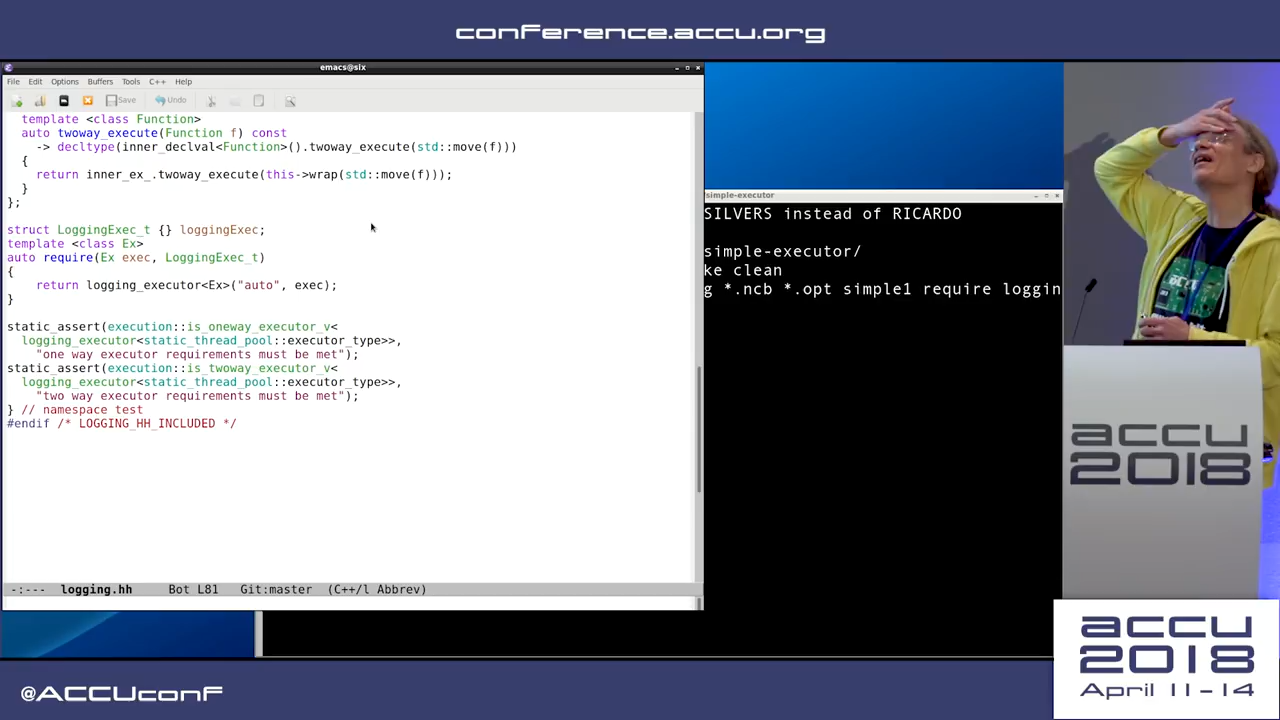 conference.accu.org
emacs@slx
File Edit Options Buffers Tools C++ Help
Save Undo
template <class Function>
auto twoway_execute(Function f) const
-> decltype(inner_declval<Function>().twoway_execute(std::move(f)))
{
return inner_ex_.twoway_execute(this->wrap(std::move(f)));
}
};
struct LoggingExec_t {} loggingExec;
template <class Ex>
auto require(Ex exec, LoggingExec_t)
{
return logging_executor<Ex>("auto", exec);
}
static_assert(execution::is_oneway_executor_v<
logging_executor<static_thread_pool::executor_type>>,
"one way executor requirements must be met");
static_assert(execution::is_twoway_executor_v<
logging_executor<static_thread_pool::executor_type>>,
"two way executor requirements must be met");
} // namespace test
#endif /* LOGGING_HH_INCLUDED */
-:--- logging.hh Bot L81 Git:master (C++/l Abbrev)
/simple-executor
SILVERS instead of RICARDO
simple-executor/
ke clean
g *.ncb *.opt simple1 require loggin
accu
2018
accu
2018
April 11-14
@ACCUconf